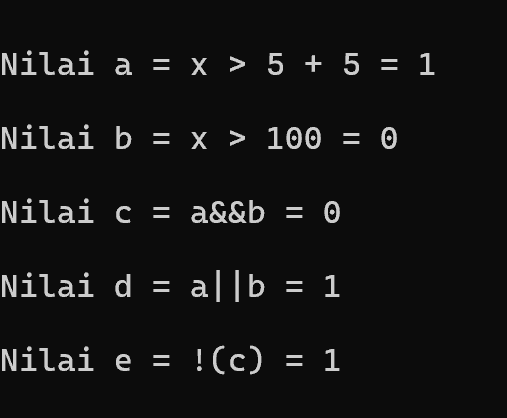 Nilai a = x > 5 + 5 = 1
Nilai b = x > 100 = 0
Nilai c = a&&b = 0
Nilai d = a||b = 1
Nilai e = !(c) = 1